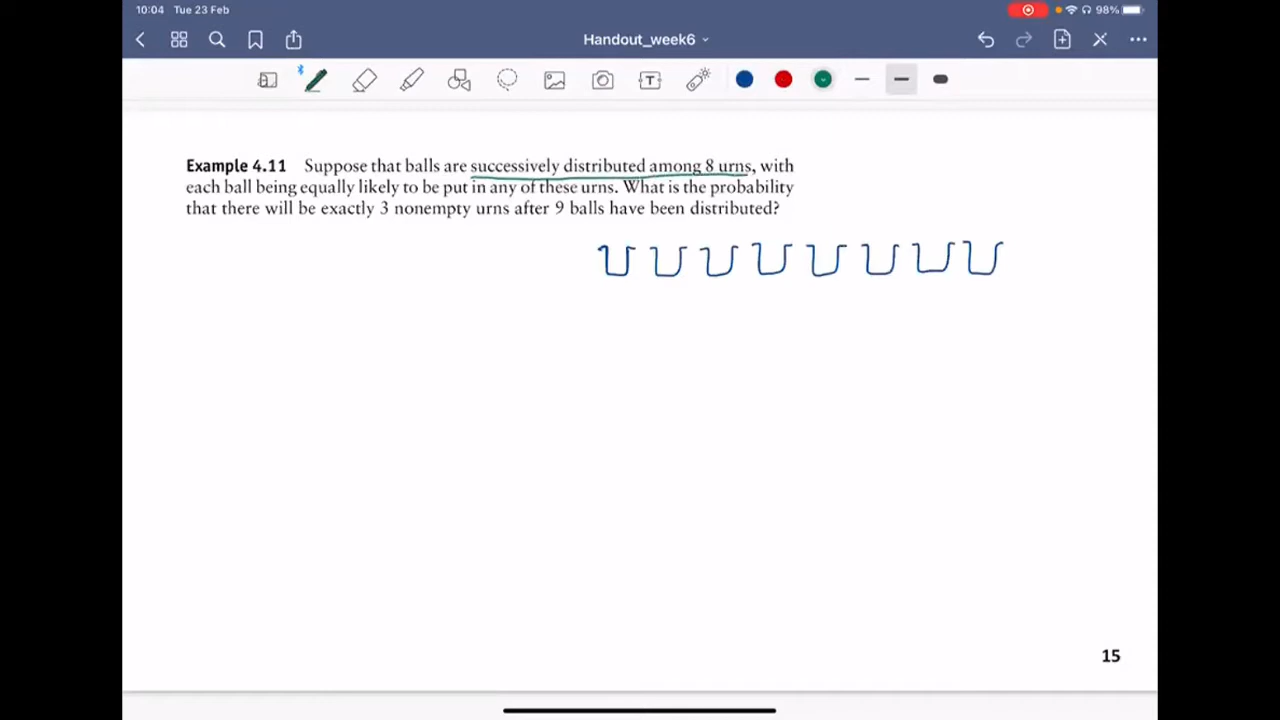 10:04 Tue 23 Feb 98%
Handout_week6
T
Example 4.11 Suppose that balls are successively distributed among 8 urns, with
each ball being equally likely to be put in any of these urns. What is the probability
that there will be exactly 3 nonempty urns after 9 balls have been distributed?
15